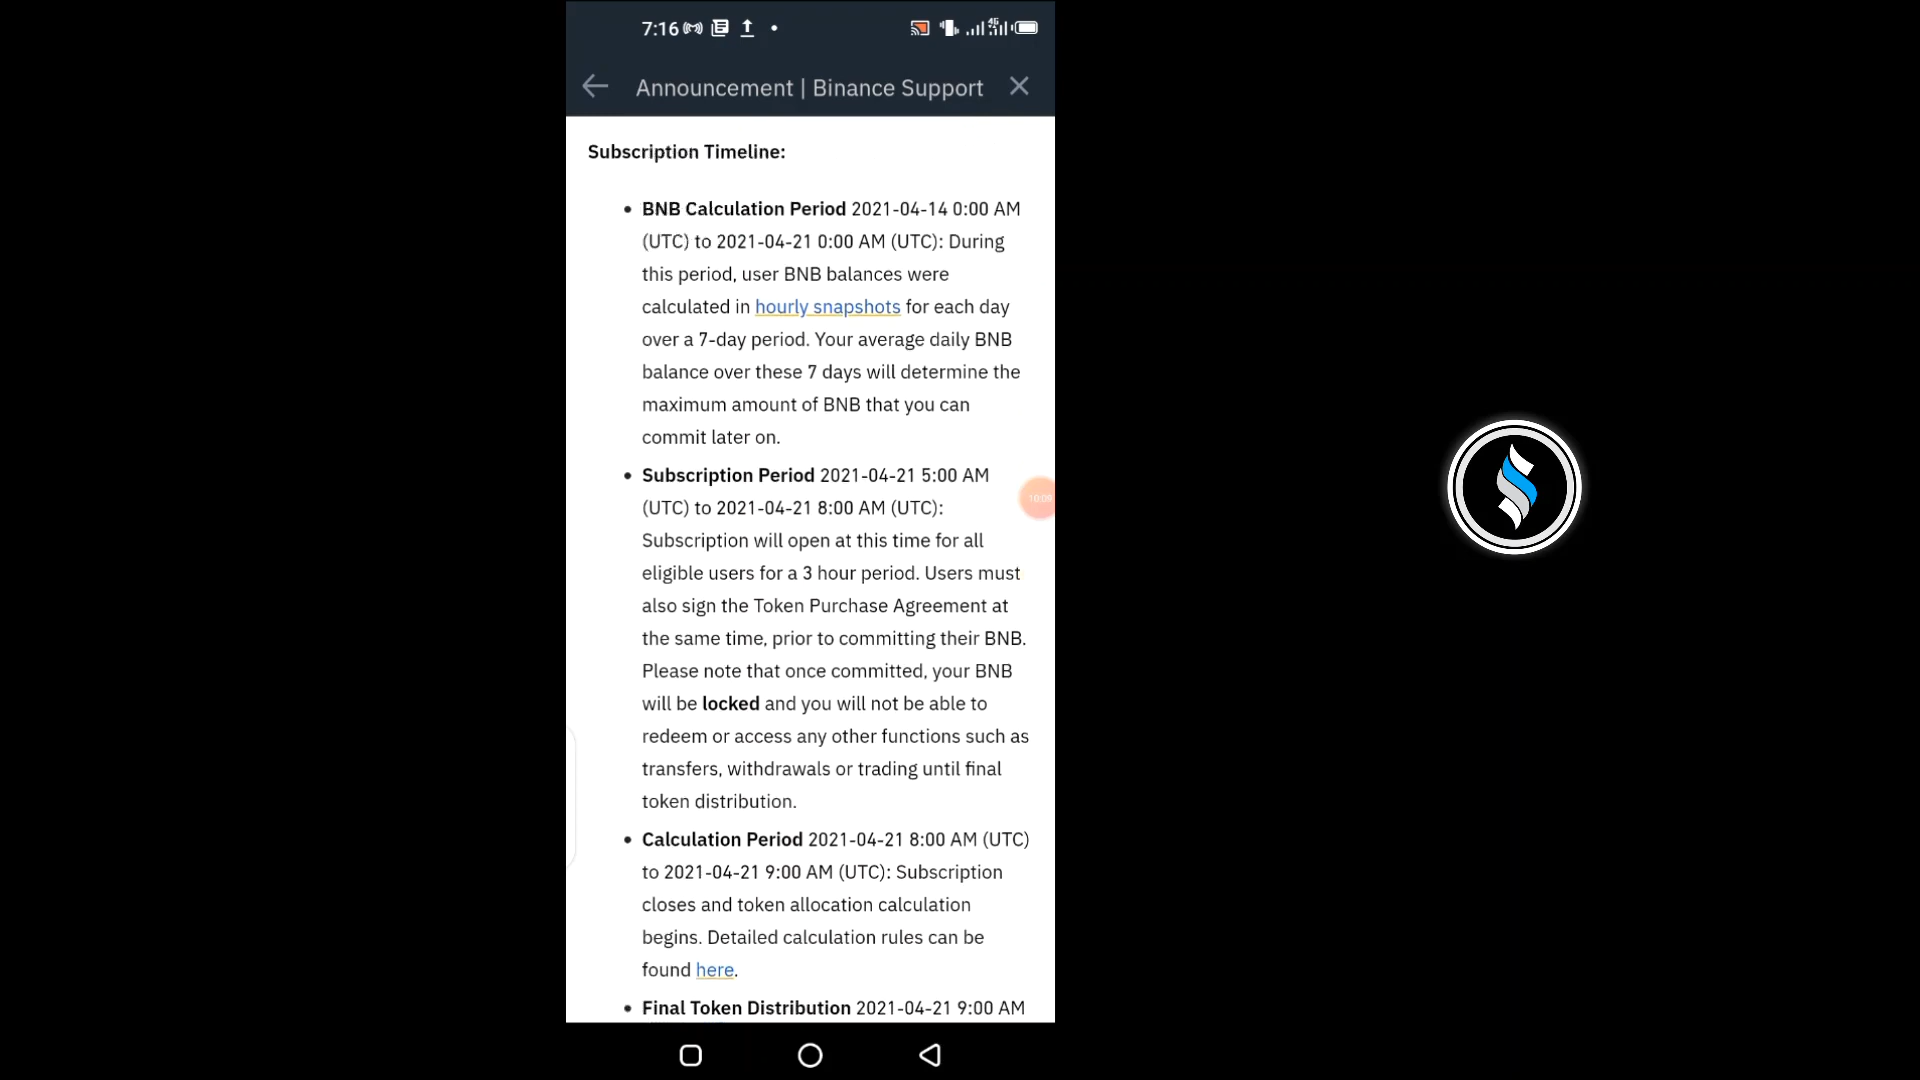 7:16
4G
Announcement | Binance Support
Subscription Timeline:
• BNB Calculation Period 2021-04-14 0:00 AM
(UTC) to 2021-04-21 0:00 AM (UTC): During
this period, user BNB balances were
calculated in hourly snapshots for each day
over a 7-day period. Your average daily BNB
balance over these 7 days will determine the
maximum amount of BNB that you can
commit later on.
• Subscription Period 2021-04-21 5:00 AM
(UTC) to 2021-04-21 8:00 AM (UTC):
Subscription will open at this time for all
eligible users for a 3 hour period. Users must
also sign the Token Purchase Agreement at
the same time, prior to committing their BNB.
Please note that once committed, your BNB
will be locked and you will not be able to
redeem or access any other functions such as
transfers, withdrawals or trading until final
token distribution.
• Calculation Period 2021-04-21 8:00 AM (UTC)
to 2021-04-21 9:00 AM (UTC): Subscription
closes and token allocation calculation
begins. Detailed calculation rules can be
found here.
• Final Token Distribution 2021-04-21 9:00 AM